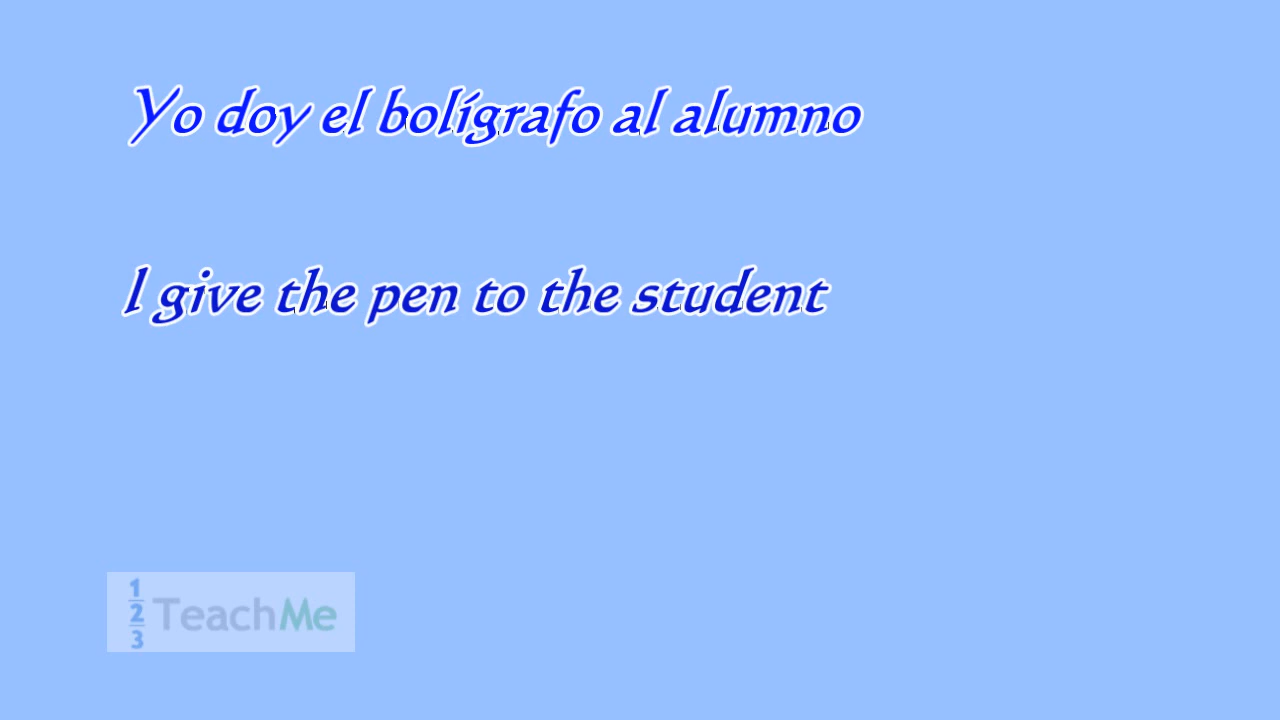 Yo doy el bolígrafo al alumno
I give the pen to the student
1
2
3
TeachMe